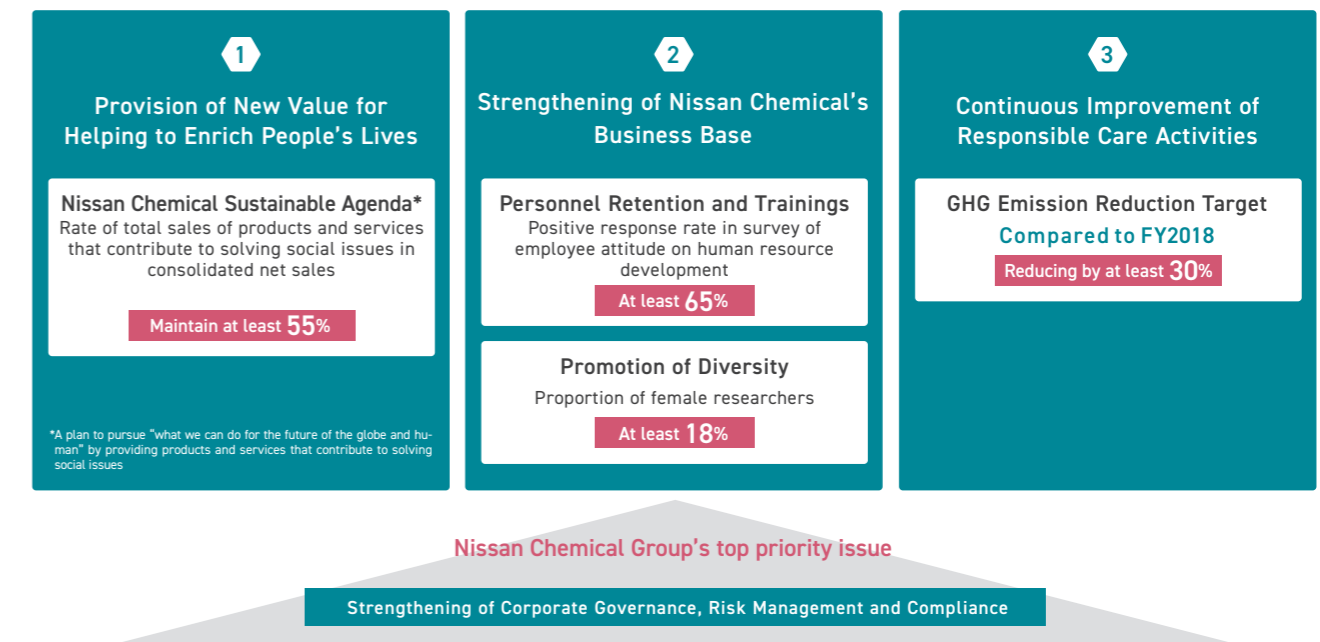 1
Provision of New Value for
Helping to Enrich People's Lives
Nissan Chemical Sustainable Agenda*
Rate of total sales of products and services
that contribute to solving social issues in
consolidated net sales
Maintain at least 55%
*A plan to pursue "what we can do for the future of the globe and hu-
man" by providing products and services that contribute to solving
social issues
2
Strengthening of Nissan Chemical's
Business Base
Personnel Retention and Trainings
Positive response rate in survey of
employee attitude on human resource
development
At least 65%
Promotion of Diversity
Proportion of female researchers
At least 18%
3
Continuous Improvement of
Responsible Care Activities
GHG Emission Reduction Target
Compared to FY2018
Reducing by at least 30%
Nissan Chemical Group's top priority issue
Strengthening of Corporate Governance, Risk Management and Compliance